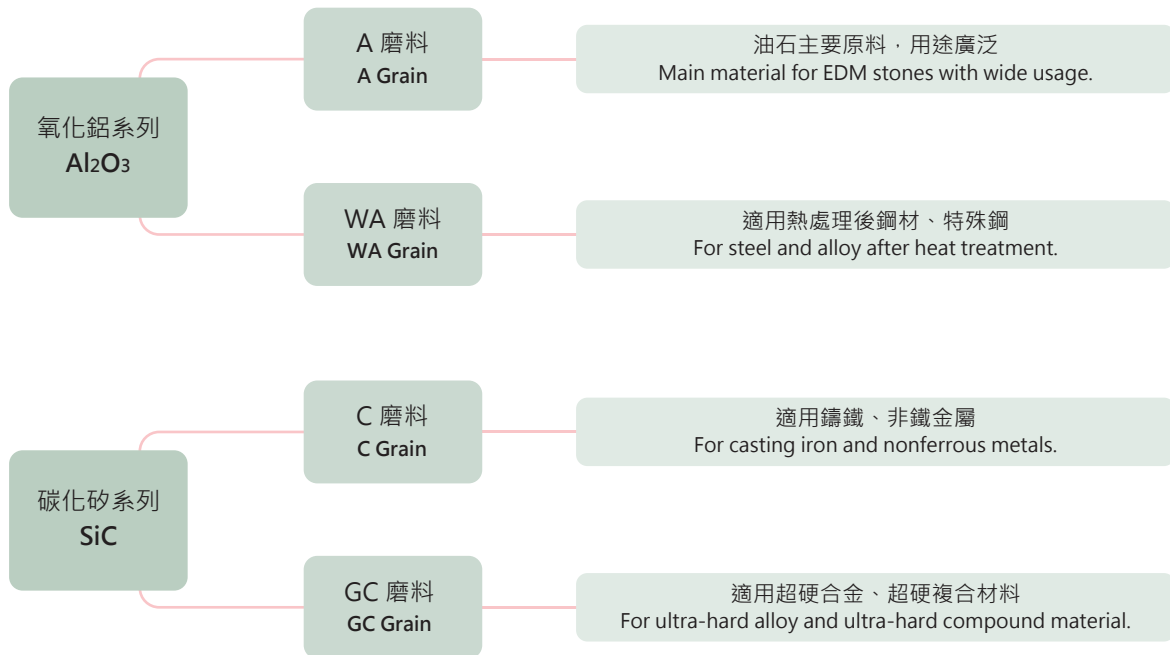 氧化鋁系列
Al₂O₃
A 磨料
A Grain
油石主要原料，用途廣泛
Main material for EDM stones with wide usage.
WA 磨料
WA Grain
適用熱處理後鋼材、特殊鋼
For steel and alloy after heat treatment.
碳化矽系列
SiC
C 磨料
C Grain
適用鑄鐵、非鐵金屬
For casting iron and nonferrous metals.
GC 磨料
GC Grain
適用超硬合金、超硬複合材料
For ultra-hard alloy and ultra-hard compound material.